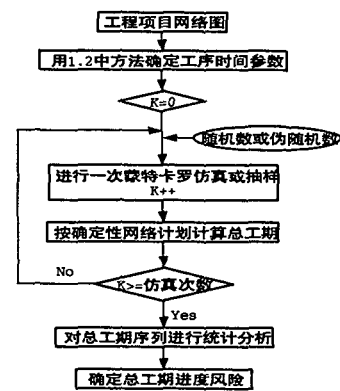 工程项目网络图
用1.2中方法确定工序时间参数
K=0
随机数或伪随机数
进行一次蒙特卡罗仿真或抽样
K++
按确定性网络计划计算总工期
No
K>=仿真次数
Yes
对总工期序列进行统计分析
确定总工期进度风险